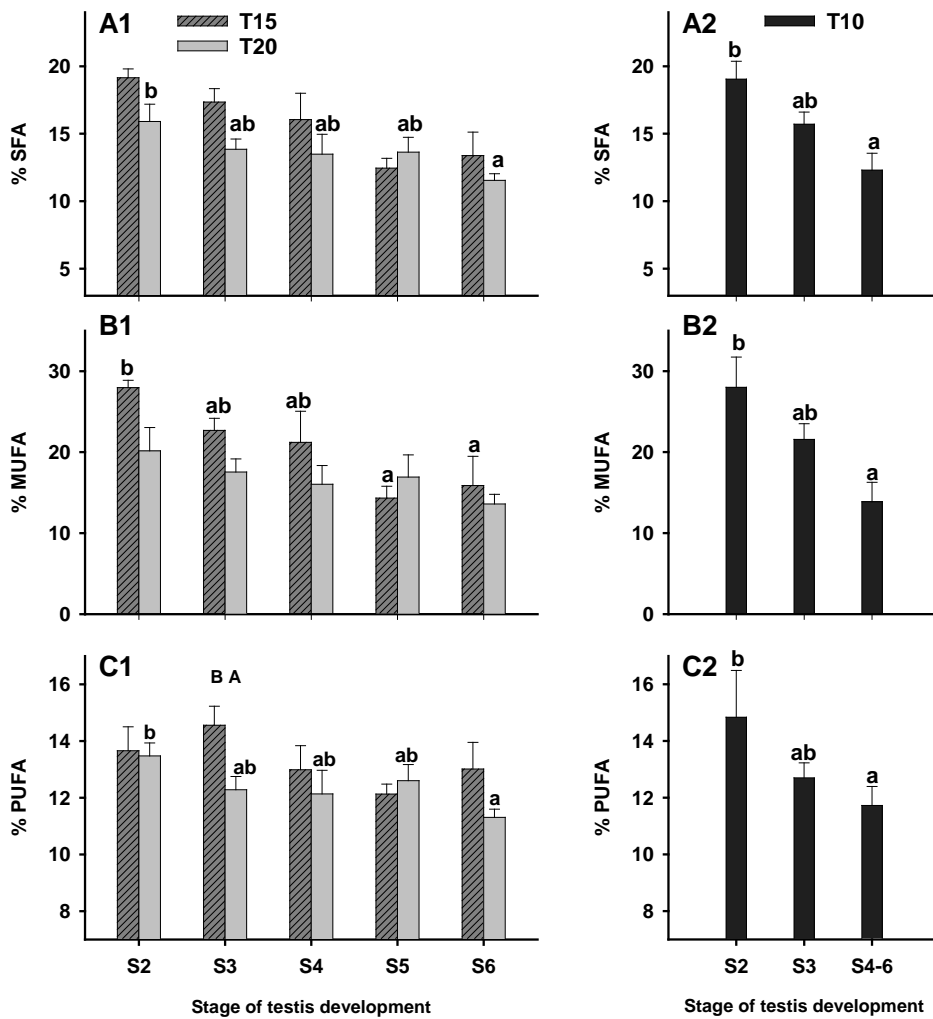 A1
T15
T20
b
ab
ab
ab
a
% SFA
20
15
10
5
A2
T10
b
ab
a
% SFA
20
15
10
5
B1
b
ab
ab
a
a
% MUFA
30
20
10
0
B2
b
ab
a
% MUFA
30
20
10
0
C1
B A
b
ab
ab
ab
a
% PUFA
16
14
12
10
8
S2 S3 S4 S5 S6
Stage of testis development
C2
b
ab
a
% PUFA
16
14
12
10
8
S2 S3 S4-6
Stage of testis development